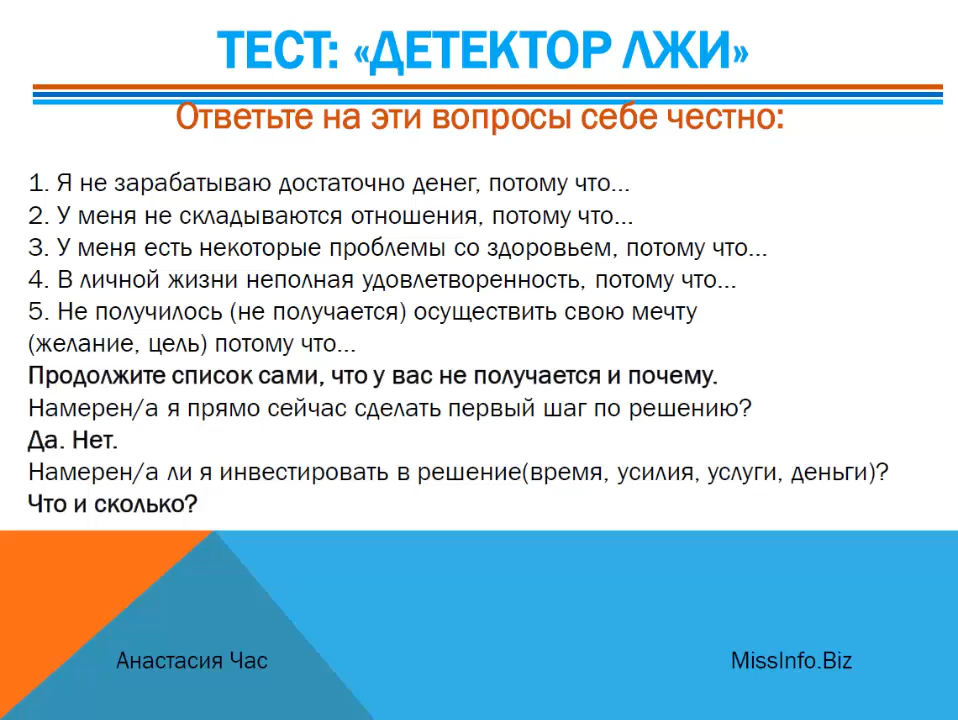 ТЕСТ: «ДЕТЕКТОР ЛЖИ»
Ответьте на эти вопросы себе честно:
1. Я не зарабатываю достаточно денег, потому что...
2. У меня не складываются отношения, потому что...
3. У меня есть некоторые проблемы со здоровьем, потому что...
4. В личной жизни неполная удовлетворенность, потому что...
5. Не получилось (не получается) осуществить свою мечту
(желание, цель) потому что...
Продолжите список сами, что у вас не получается и почему.
Намерен/а я прямо сейчас сделать первый шаг по решению?
Да. Нет.
Намерен/а ли я инвестировать в решение(время, усилия, услуги, деньги)?
Что и сколько?
Анастасия Час
MissInfo.Biz